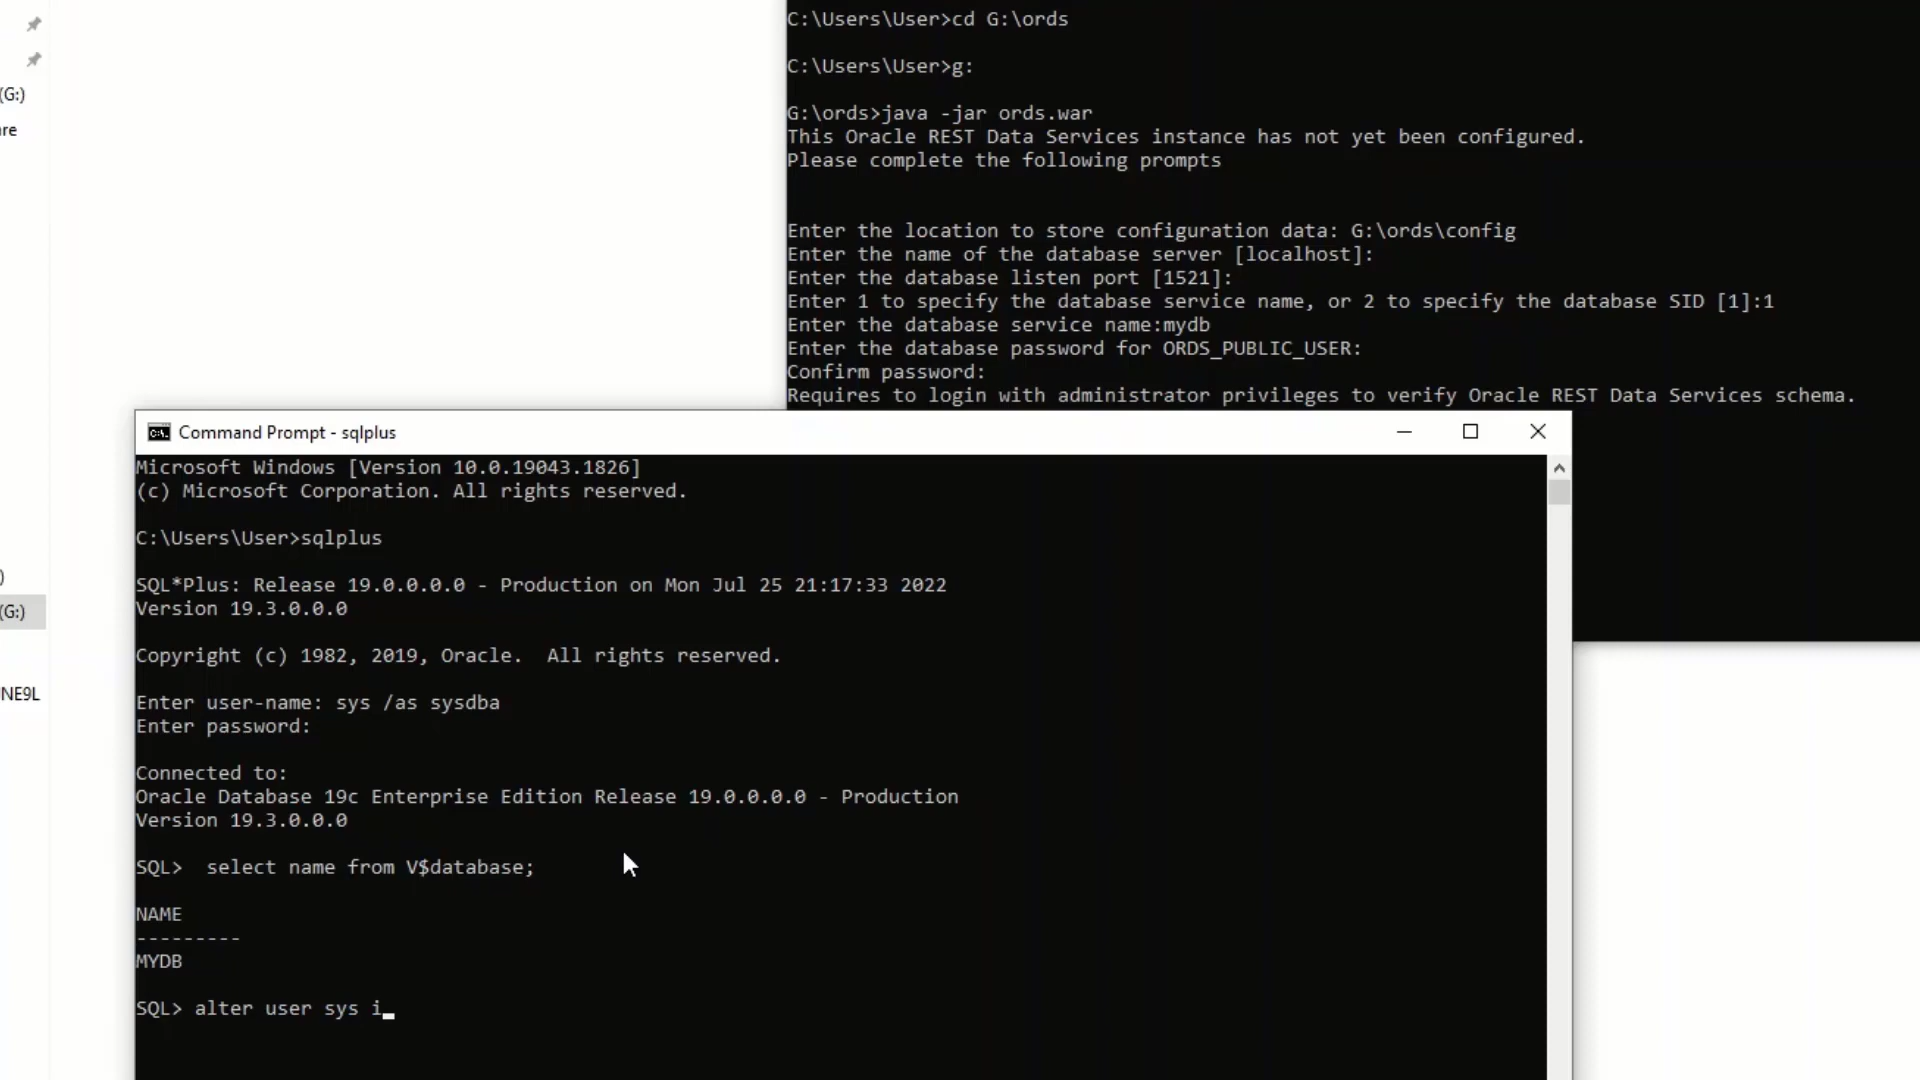 (G:)
re
)
(G:)
NE9L
C:\Users\User>cd G:\ords
C:\Users\User>g:
G:\ords>java -jar ords.war
This Oracle REST Data Services instance has not yet been configured.
Please complete the following prompts
Enter the location to store configuration data: G:\ords\config
Enter the name of the database server [localhost]:
Enter the database listen port [1521]:
Enter 1 to specify the database service name, or 2 to specify the database SID [1]:1
Enter the database service name:mydb
Enter the database password for ORDS_PUBLIC_USER:
Confirm password:
Requires to login with administrator privileges to verify Oracle REST Data Services schema.
Command Prompt - sqlplus
Microsoft Windows [Version 10.0.19043.1826]
(c) Microsoft Corporation. All rights reserved.
C:\Users\User>sqlplus
SQL*Plus: Release 19.0.0.0.0 - Production on Mon Jul 25 21:17:33 2022
Version 19.3.0.0.0
Copyright (c) 1982, 2019, Oracle.  All rights reserved.
Enter user-name: sys /as sysdba
Enter password:
Connected to:
Oracle Database 19c Enterprise Edition Release 19.0.0.0.0 - Production
Version 19.3.0.0.0
SQL>  select name from V$database;
NAME
---------
MYDB
SQL> alter user sys i_